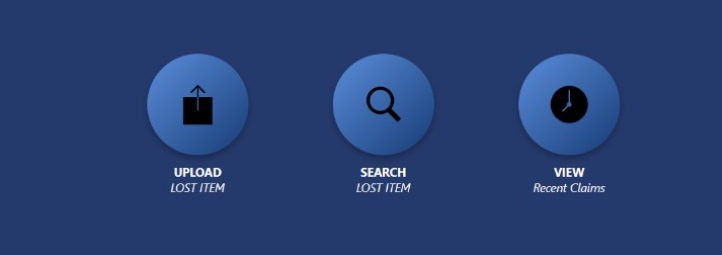 UPLOAD
LOST ITEM
SEARCH
LOST ITEM
VIEW
Recent Claims